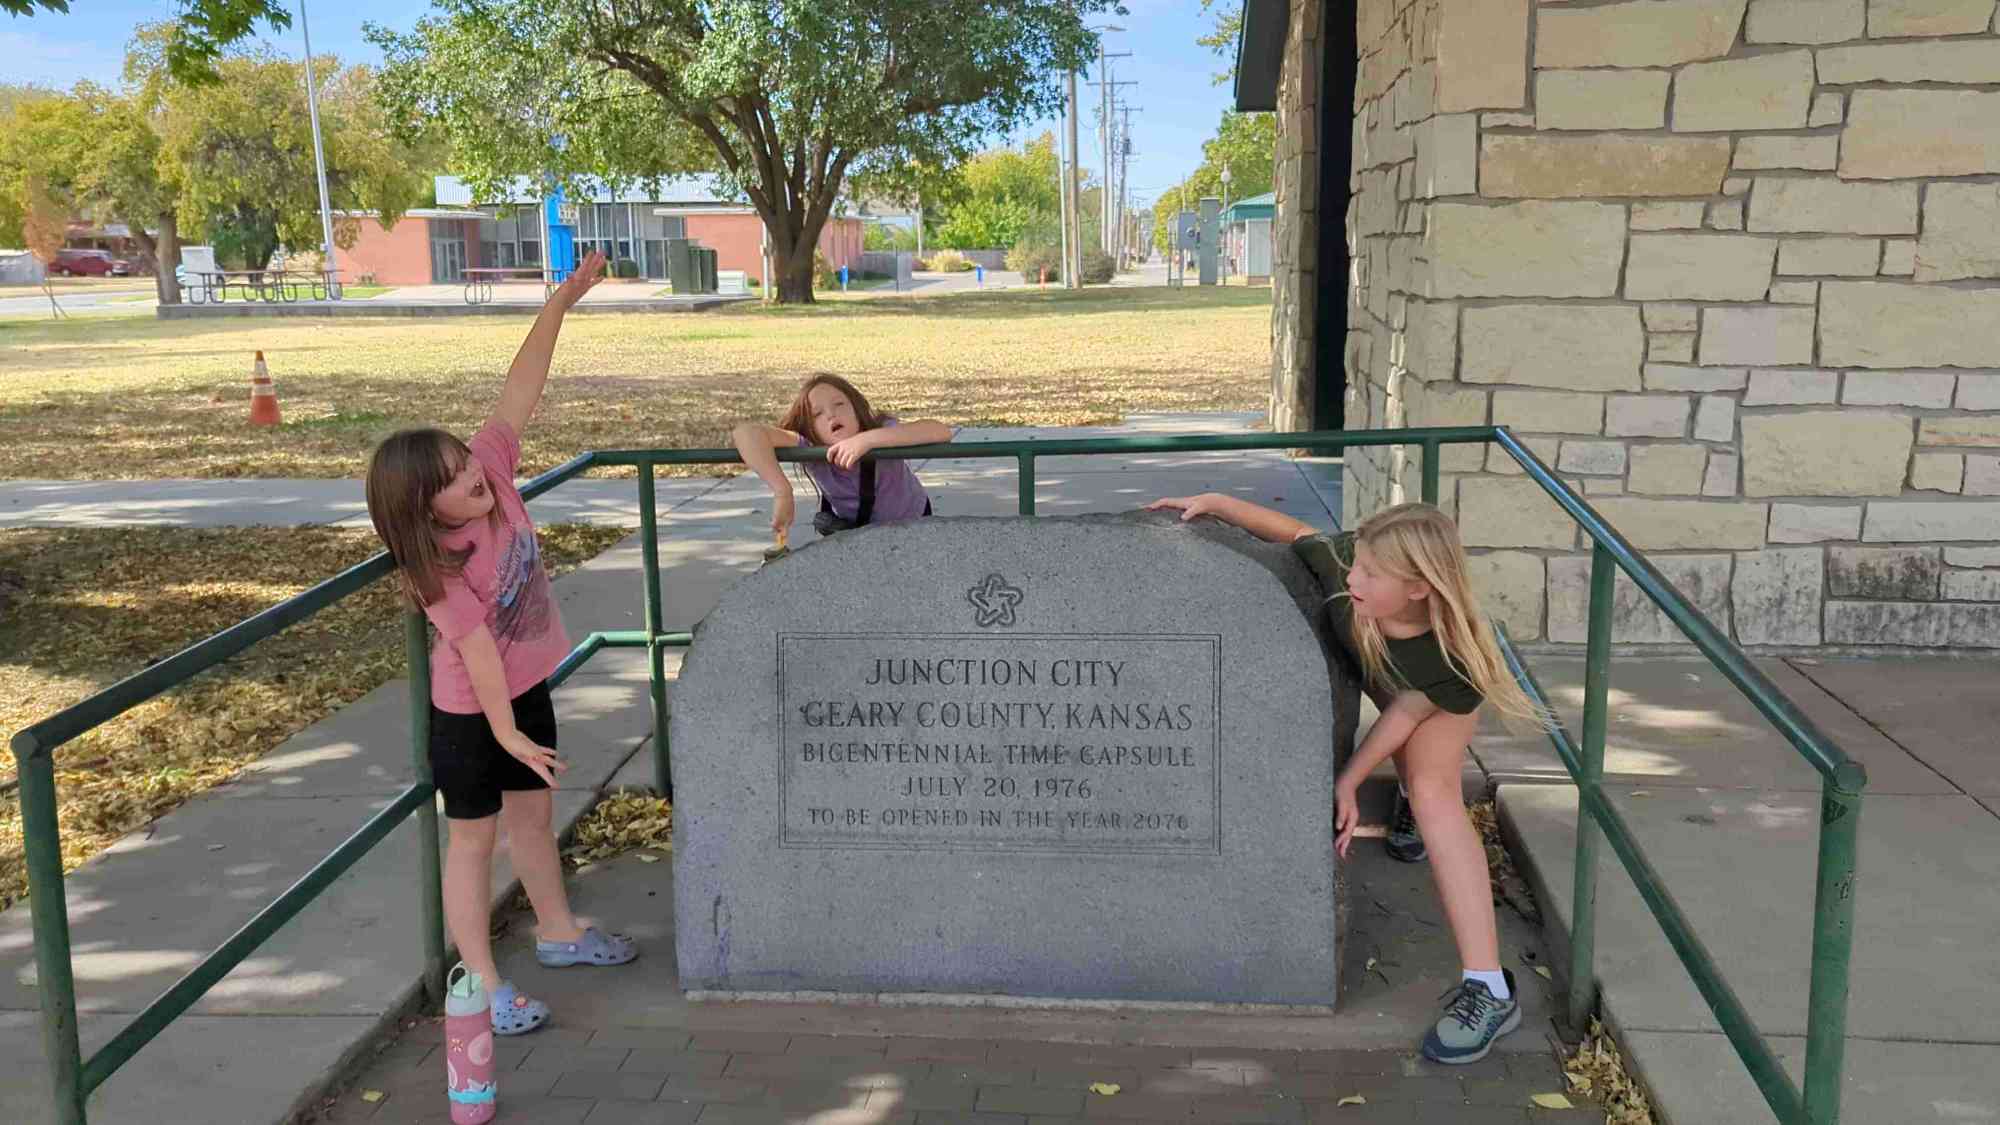 JUNCTION CITY
GEARY COUNTY, KANSAS
BICENTENNIAL TIME CAPSULE
JULY 20, 1976
TO BE OPENED IN THE YEAR 2076